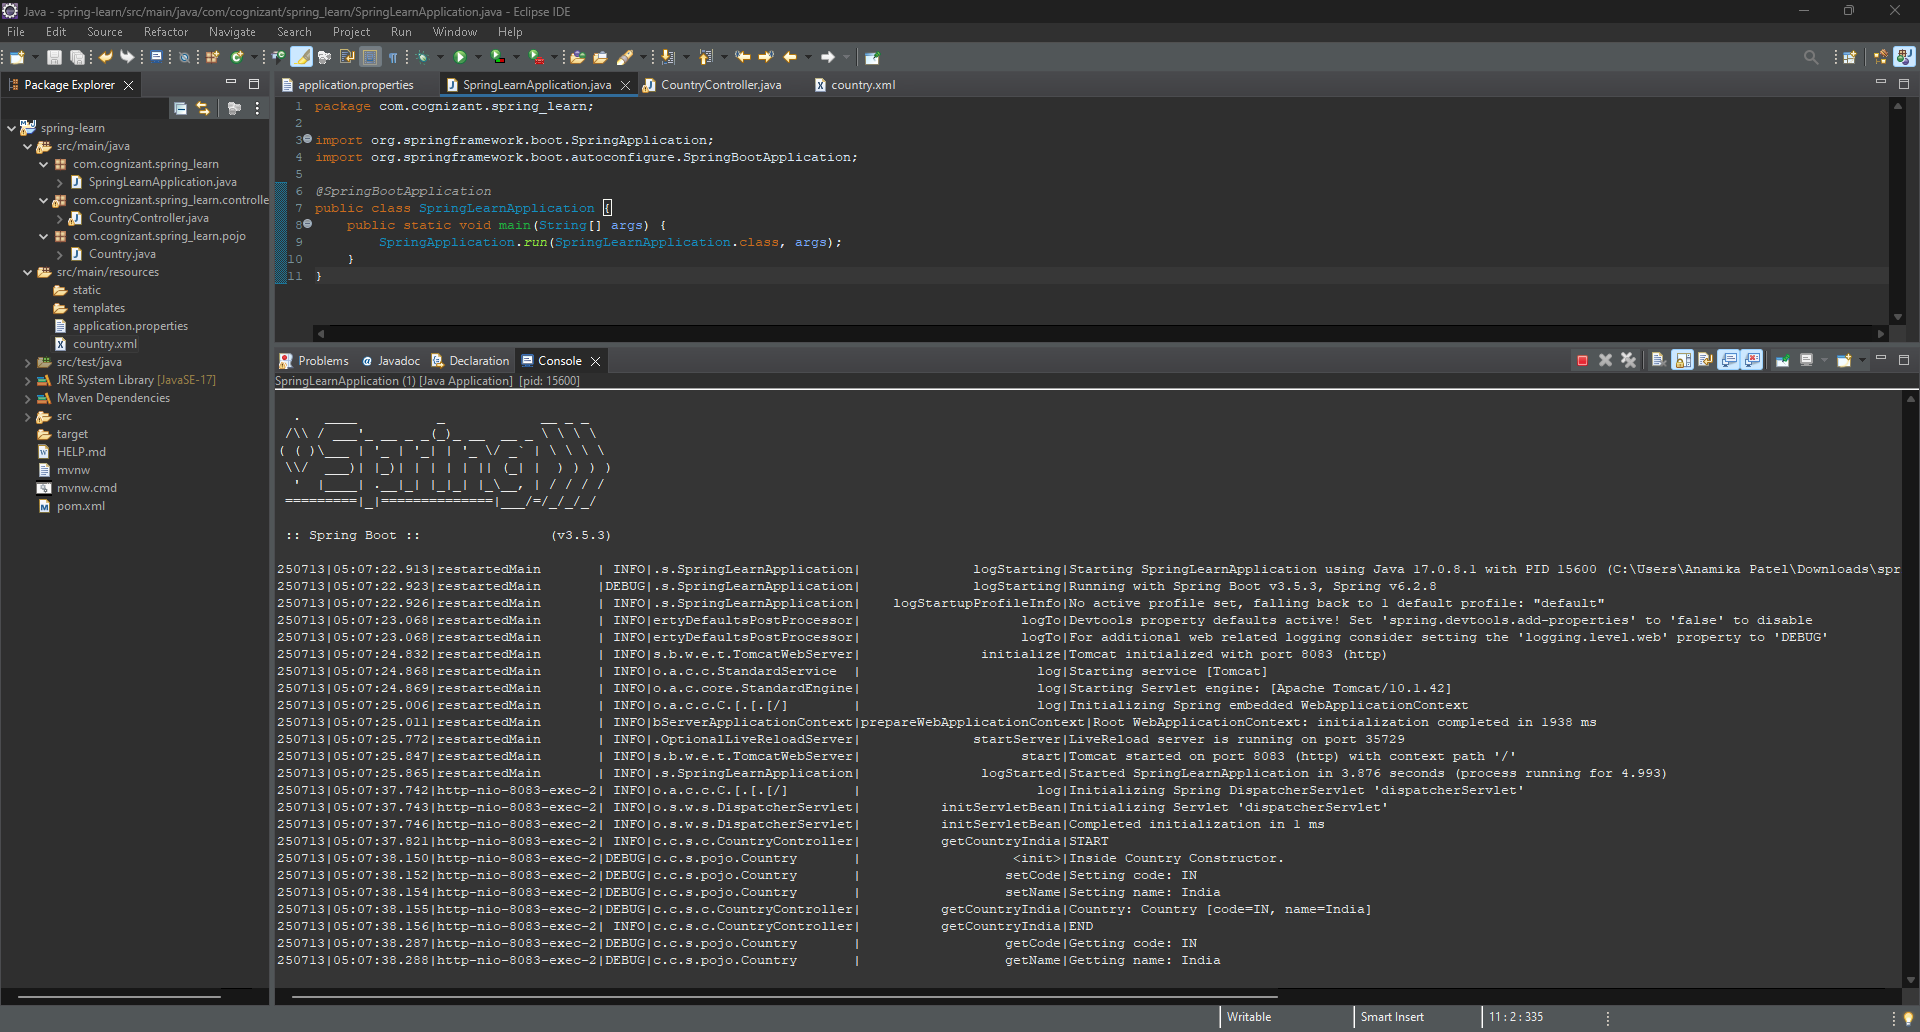 Java - spring-learn/src/main/java/com/cognizant/spring_learn/SpringLearnApplication.java - Eclipse IDE
File Edit Source Refactor Navigate Search Project Run Window Help
Package Explorer
spring-learn
src/main/java
com.cognizant.spring_learn
SpringLearnApplication.java
com.cognizant.spring_learn.controlle
CountryController.java
com.cognizant.spring_learn.pojo
Country.java
src/main/resources
static
templates
application.properties
country.xml
src/test/java
JRE System Library [JavaSE-17]
Maven Dependencies
src
target
HELP.md
mvnw
mvnw.cmd
pom.xml
application.properties SpringLearnApplication.java CountryController.java country.xml
1 package com.cognizant.spring_learn;
2
3 import org.springframework.boot.SpringApplication;
4 import org.springframework.boot.autoconfigure.SpringBootApplication;
5
6 @SpringBootApplication
7 public class SpringLearnApplication {
8     public static void main(String[] args) {
9         SpringApplication.run(SpringLearnApplication.class, args);
10     }
11 }
Problems Javadoc Declaration Console
SpringLearnApplication (1) [Java Application] [pid: 15600]
  .   ____          _            __ _ _
 /\\ / ___'_ __ _ _(_)_ __  __ _ \ \ \ \
( ( )\___ | '_ | '_| | '_ \/ _` | \ \ \ \
 \\/  ___)| |_)| | | | | || (_| |  ) ) ) )
  '  |____| .__|_| |_|_| |_\__, | / / / /
 =========|_|==============|___/=/_/_/_/
 :: Spring Boot ::                (v3.5.3)
250713|05:07:22.913|restartedMain       | INFO|.s.SpringLearnApplication|              logStarting|Starting SpringLearnApplication using Java 17.0.8.1 with PID 15600 (C:\Users\Anamika Patel\Downloads\spr
250713|05:07:22.923|restartedMain       |DEBUG|.s.SpringLearnApplication|              logStarting|Running with Spring Boot v3.5.3, Spring v6.2.8
250713|05:07:22.926|restartedMain       | INFO|.s.SpringLearnApplication|    logStartupProfileInfo|No active profile set, falling back to 1 default profile: "default"
250713|05:07:23.068|restartedMain       | INFO|ertyDefaultsPostProcessor|                    logTo|Devtools property defaults active! Set 'spring.devtools.add-properties' to 'false' to disable
250713|05:07:23.068|restartedMain       | INFO|ertyDefaultsPostProcessor|                    logTo|For additional web related logging consider setting the 'logging.level.web' property to 'DEBUG'
250713|05:07:24.832|restartedMain       | INFO|s.b.w.e.t.TomcatWebServer|               initialize|Tomcat initialized with port 8083 (http)
250713|05:07:24.868|restartedMain       | INFO|o.a.c.c.StandardService  |                      log|Starting service [Tomcat]
250713|05:07:24.869|restartedMain       | INFO|o.a.c.core.StandardEngine|                      log|Starting Servlet engine: [Apache Tomcat/10.1.42]
250713|05:07:25.006|restartedMain       | INFO|o.a.c.c.C.[.[.[/]        |                      log|Initializing Spring embedded WebApplicationContext
250713|05:07:25.011|restartedMain       | INFO|bServerApplicationContext|prepareWebApplicationContext|Root WebApplicationContext: initialization completed in 1938 ms
250713|05:07:25.772|restartedMain       | INFO|.OptionalLiveReloadServer|              startServer|LiveReload server is running on port 35729
250713|05:07:25.847|restartedMain       | INFO|s.b.w.e.t.TomcatWebServer|                    start|Tomcat started on port 8083 (http) with context path '/'
250713|05:07:25.865|restartedMain       | INFO|.s.SpringLearnApplication|               logStarted|Started SpringLearnApplication in 3.876 seconds (process running for 4.993)
250713|05:07:37.742|http-nio-8083-exec-2| INFO|o.a.c.c.C.[.[.[/]        |                      log|Initializing Spring DispatcherServlet 'dispatcherServlet'
250713|05:07:37.743|http-nio-8083-exec-2| INFO|o.s.w.s.DispatcherServlet|          initServletBean|Initializing Servlet 'dispatcherServlet'
250713|05:07:37.746|http-nio-8083-exec-2| INFO|o.s.w.s.DispatcherServlet|          initServletBean|Completed initialization in 1 ms
250713|05:07:37.821|http-nio-8083-exec-2| INFO|c.c.s.c.CountryController|          getCountryIndia|START
250713|05:07:38.150|http-nio-8083-exec-2|DEBUG|c.c.s.pojo.Country       |                   <init>|Inside Country Constructor.
250713|05:07:38.152|http-nio-8083-exec-2|DEBUG|c.c.s.pojo.Country       |                  setCode|Setting code: IN
250713|05:07:38.154|http-nio-8083-exec-2|DEBUG|c.c.s.pojo.Country       |                  setName|Setting name: India
250713|05:07:38.155|http-nio-8083-exec-2|DEBUG|c.c.s.c.CountryController|          getCountryIndia|Country: Country [code=IN, name=India]
250713|05:07:38.156|http-nio-8083-exec-2| INFO|c.c.s.c.CountryController|          getCountryIndia|END
250713|05:07:38.287|http-nio-8083-exec-2|DEBUG|c.c.s.pojo.Country       |                  getCode|Getting code: IN
250713|05:07:38.288|http-nio-8083-exec-2|DEBUG|c.c.s.pojo.Country       |                  getName|Getting name: India
Writable Smart Insert 11 : 2 : 335